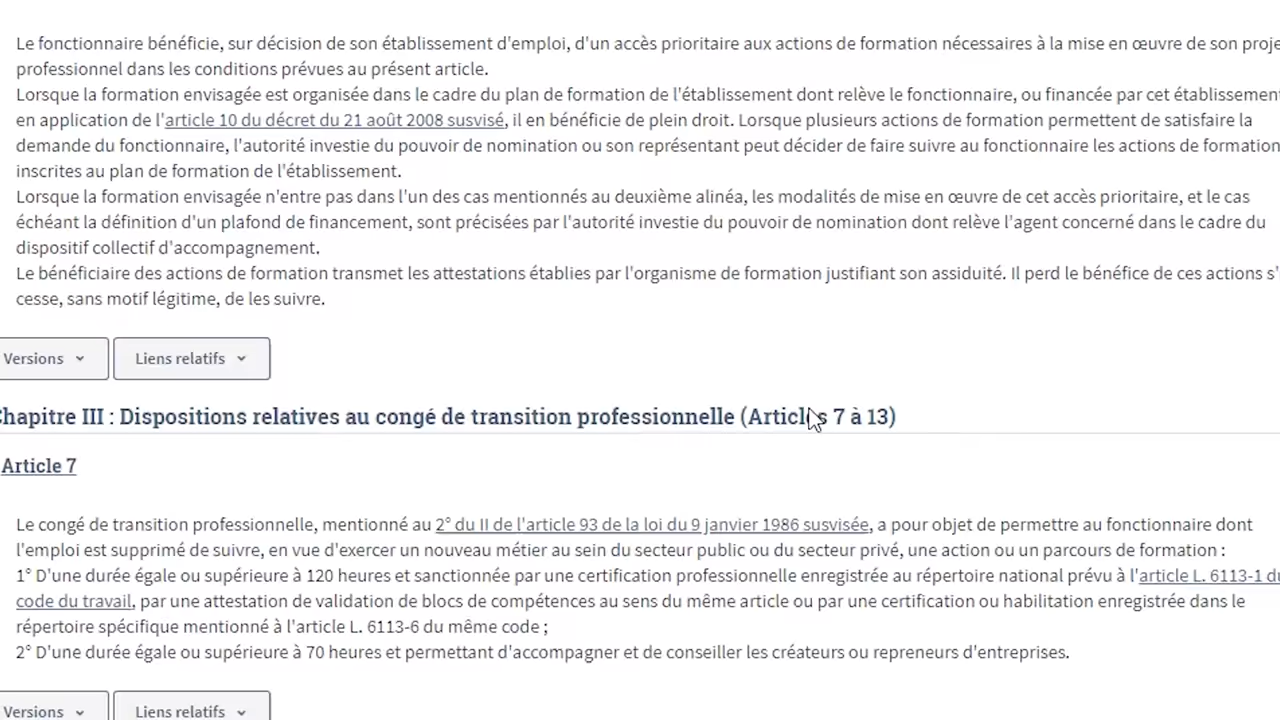 Le fonctionnaire bénéficie, sur décision de son établissement d'emploi, d'un accès prioritaire aux actions de formation nécessaires à la mise en œuvre de son
professionnel dans les conditions prévues au présent article.
Lorsque la formation envisagée est organisée dans le cadre du plan de formation de l'établissement dont relève le fonctionnaire, ou financée par cet établissement
en application de l'article 10 du décret du 21 août 2008 susvisé, il en bénéficie de plein droit. Lorsque plusieurs actions de formation permettent de satisfaire la
demande du fonctionnaire, l'autorité investie du pouvoir de nomination ou son représentant peut décider de faire suivre au fonctionnaire les actions de formation
inscrites au plan de formation de l'établissement.
Lorsque la formation envisagée n'entre pas dans l'un des cas mentionnés au deuxième alinéa, les modalités de mise en œuvre de cet accès prioritaire, et le cas
échéant la définition d'un plafond de financement, sont précisées par l'autorité investie du pouvoir de nomination dont relève l'agent concerné dans le cadre du
dispositif collectif d'accompagnement.
Le bénéficiaire des actions de formation transmet les attestations établies par l'organisme de formation justifiant son assiduité. Il perd le bénéfice de ces actions
cesse, sans motif légitime, de les suivre.
Versions
Liens relatifs
Chapitre III : Dispositions relatives au congé de transition professionnelle (Articles 7 à 13)
Article 7
Le congé de transition professionnelle, mentionné au 2° du II de l'article 93 de la loi du 9 janvier 1986 susvisée, a pour objet de permettre au fonctionnaire dont
l'emploi est supprimé de suivre, en vue d'exercer un nouveau métier au sein du secteur public ou du secteur privé, une action ou un parcours de formation :
1° D'une durée égale ou supérieure à 120 heures et sanctionnée par une certification professionnelle enregistrée au répertoire national prévu à l'article L. 6113-1 du
code du travail, par une attestation de validation de blocs de compétences au sens du même article ou par une certification ou habilitation enregistrée dans le
répertoire spécifique mentionné à l'article L. 6113-6 du même code ;
2° D'une durée égale ou supérieure à 70 heures et permettant d'accompagner et de conseiller les créateurs ou repreneurs d'entreprises.
Versions
Liens relatifs